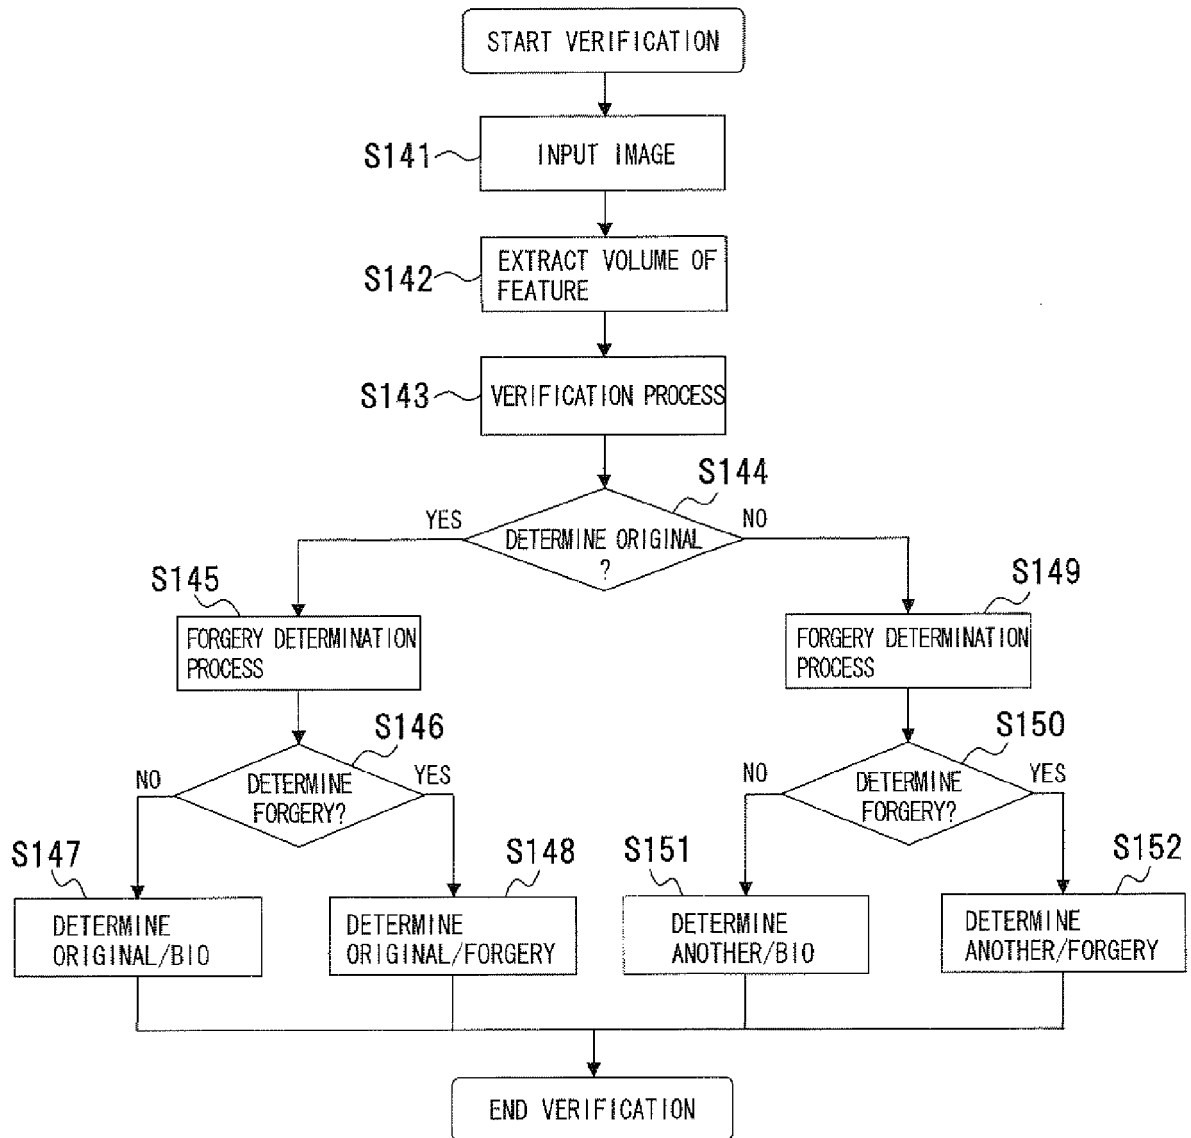 START VERIFICATION
S141
INPUT IMAGE
S142
EXTRACT VOLUME OF
FEATURE
S143
VERIFICATION PROCESS
S144
YES
NO
DETERMINE ORIGINAL
?
S145
S149
FORGERY DETERMINATION
PROCESS
FORGERY DETERMINATION
PROCESS
S146
S150
NO
YES
DETERMINE
FORGERY?
NO
YES
DETERMINE
FORGERY?
S147
S148
S151
S152
DETERMINE
ORIGINAL/BIO
DETERMINE
ORIGINAL/FORGERY
DETERMINE
ANOTHER/BIO
DETERMINE
ANOTHER/FORGERY
END VERIFICATION